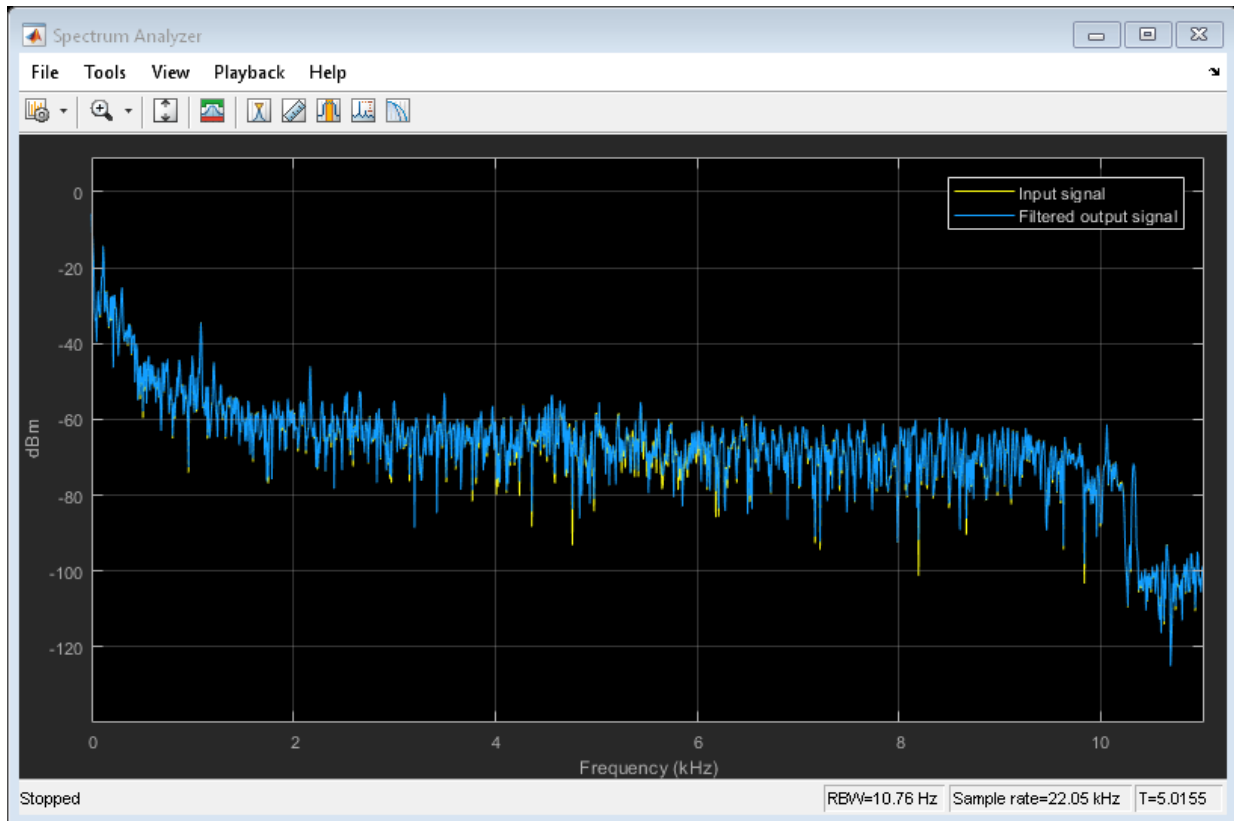 Spectrum Analyzer
File Tools View Playback Help
Input signal
Filtered output signal
0
-20
-40
-60
-80
-100
-120
dBm
0 2 4 6 8 10
Frequency (kHz)
Stopped RBW=10.76 Hz Sample rate=22.05 kHz T=5.0155